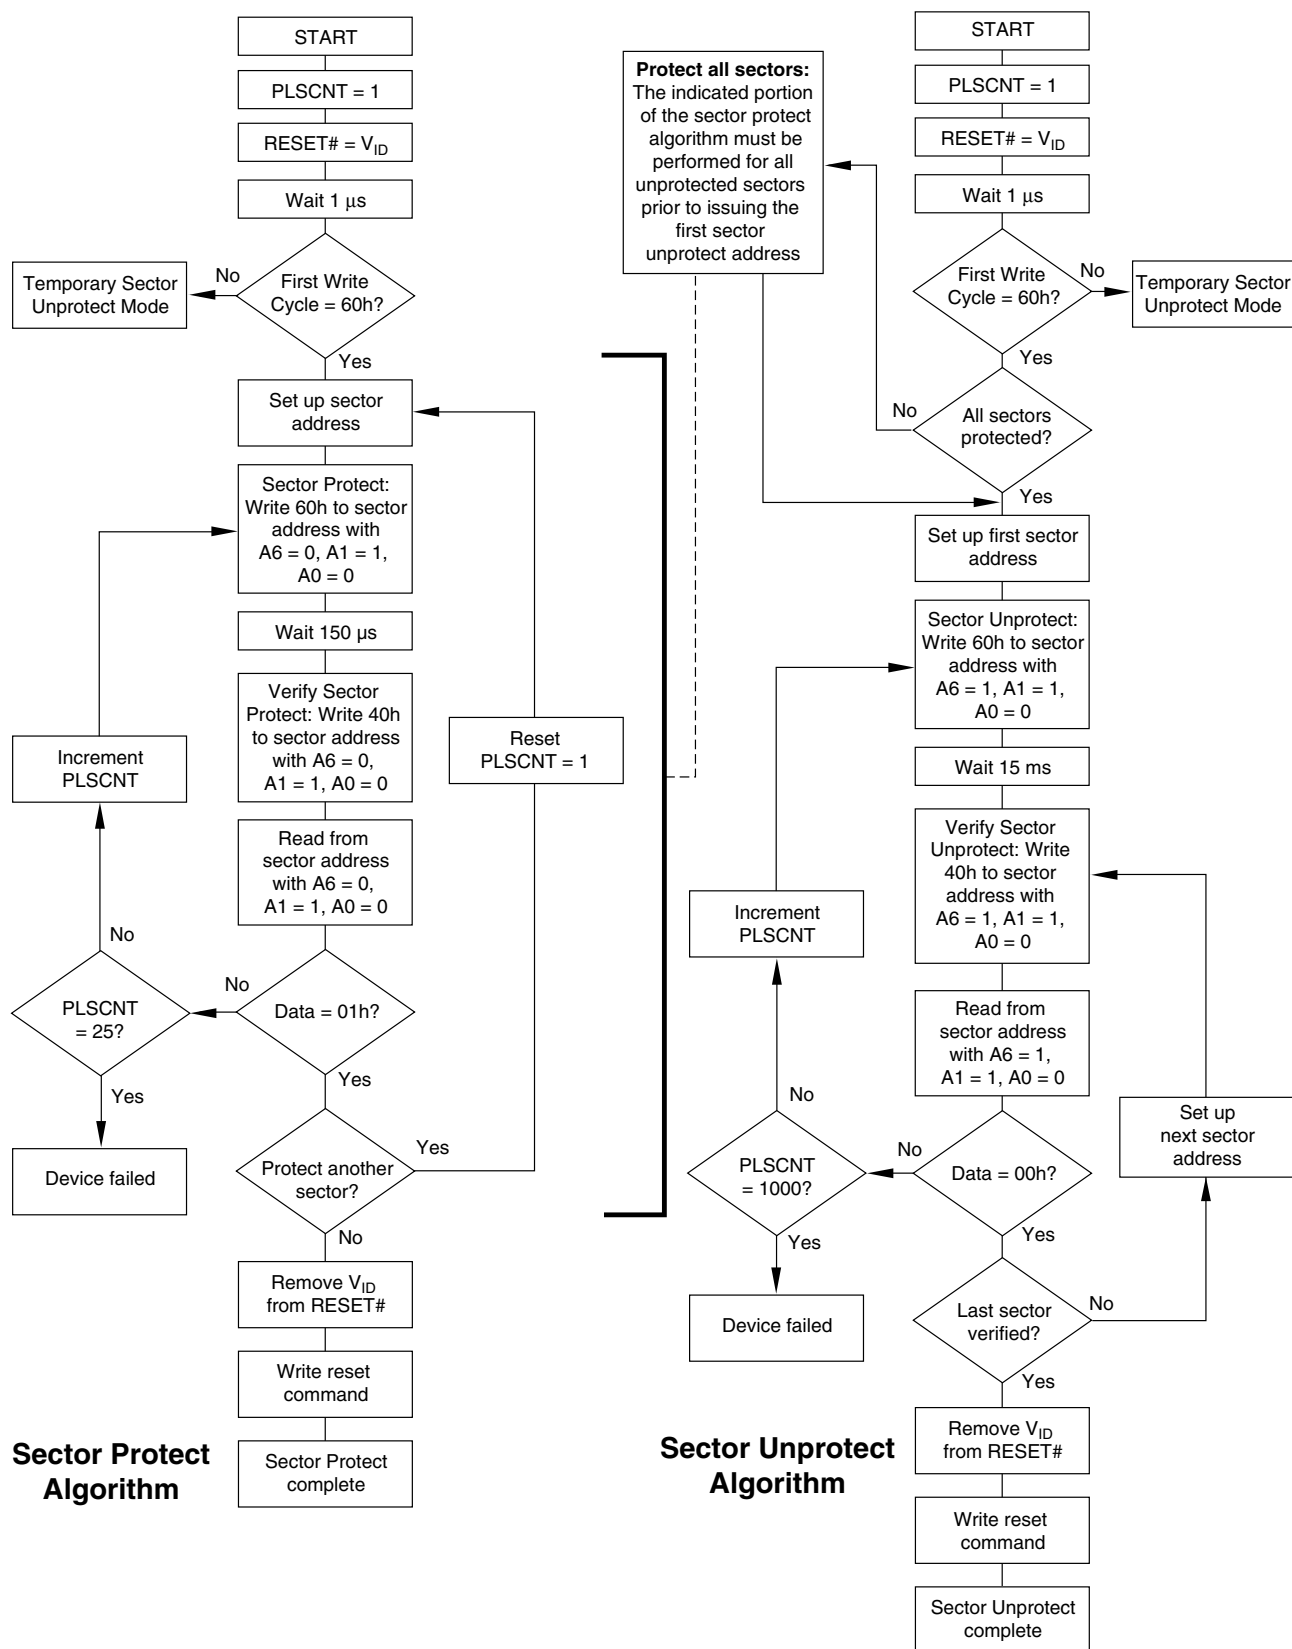 START
PLSCNT = 1
RESET# = VID
Wait 1 μs
First Write
Cycle = 60h?
No
Temporary Sector
Unprotect Mode
Yes
Set up sector
address
Sector Protect:
Write 60h to sector
address with
A6 = 0, A1 = 1,
A0 = 0
Wait 150 µs
Verify Sector
Protect: Write 40h
to sector address
with A6 = 0,
A1 = 1, A0 = 0
Reset
PLSCNT = 1
Increment
PLSCNT
Read from
sector address
with A6 = 0,
A1 = 1, A0 = 0
No
No
PLSCNT
= 25?
Data = 01h?
Yes
Yes
Yes
Device failed
Protect another
sector?
No
Remove VID
from RESET#
Write reset
command
Sector Protect
complete
Sector Protect
Algorithm
Protect all sectors:
The indicated portion
of the sector protect
algorithm must be
performed for all
unprotected sectors
prior to issuing the
first sector
unprotect address
START
PLSCNT = 1
RESET# = VID
Wait 1 μs
First Write
Cycle = 60h?
No
Temporary Sector
Unprotect Mode
Yes
No
All sectors
protected?
Yes
Set up first sector
address
Sector Unprotect:
Write 60h to sector
address with
A6 = 1, A1 = 1,
A0 = 0
Wait 15 ms
Verify Sector
Unprotect: Write
40h to sector
address with
A6 = 1, A1 = 1,
A0 = 0
Increment
PLSCNT
Read from
sector address
with A6 = 1,
A1 = 1, A0 = 0
No
Set up
next sector
address
No
PLSCNT
= 1000?
Data = 00h?
Yes
Yes
Device failed
Last sector
verified?
No
Yes
Remove VID
from RESET#
Write reset
command
Sector Unprotect
complete
Sector Unprotect
Algorithm